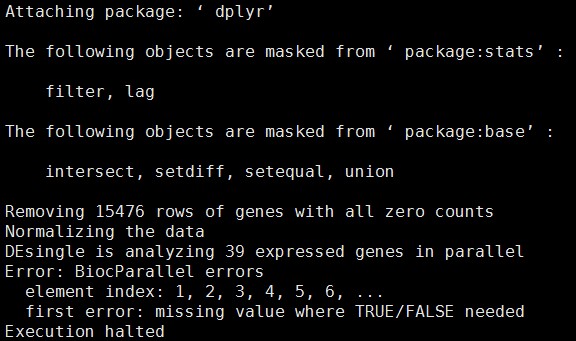 Attaching package: ‘ dplyr’
The following objects are masked from ‘ package:stats’ :
filter, lag
The following objects are masked from ‘ package:base’ :
intersect, setdiff, setequal, union
Removing 15476 rows of genes with all zero counts
Normalizing the data
DEsingle is analyzing 39 expressed genes in parallel
Error: BiocParallel errors
element index: 1, 2, 3, 4, 5, 6, ...
first error: missing value where TRUE/FALSE needed
Execution halted